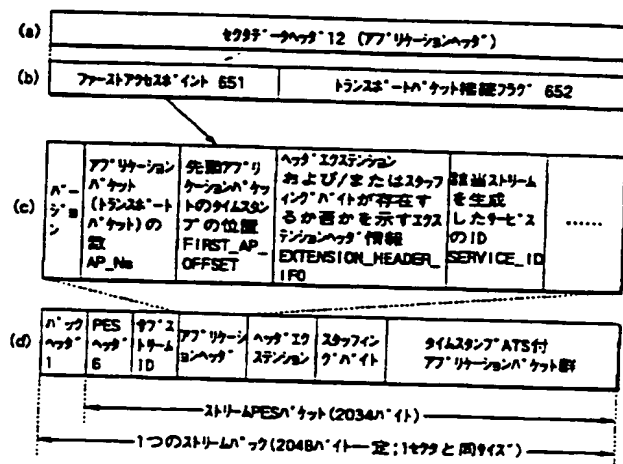 (a)
セクタデータヘッダ12 (アプリケーションヘッダ)
(b)
ファーストアクセスポイント 651
トランスポートパケット継続フラグ 652
(c)
バー
ジョ
ン
アプリケーション
パケット
(トランスポート
パケット)の
数
AP_Ns
先頭アプリ
ケーションパケッ
トのタイムスタン
プの位置
FIRST_AP_
OFFSET
ヘッダエクステンション
および/またはスタッフ
ィングバイトが存在す
るか否かを示すエクス
テンションヘッダ情報
EXTENSION_HEADER_
IFO
該当ストリーム
を生成
したサービス
のID
SERVICE_ID
……
(d)
パック
ヘッダ
1
PES
ヘッダ
6
サブス
トリーム
ID
アプリケーシ
ョンヘッダ
ヘッダエク
ステンション
スタッフィン
グバイト
タイムスタンプATS付
アプリケーションパケット群
ストリームPESパケット(2034バイト)
1つのストリームパック(2048バイト一定;1セクタと同サイズ)